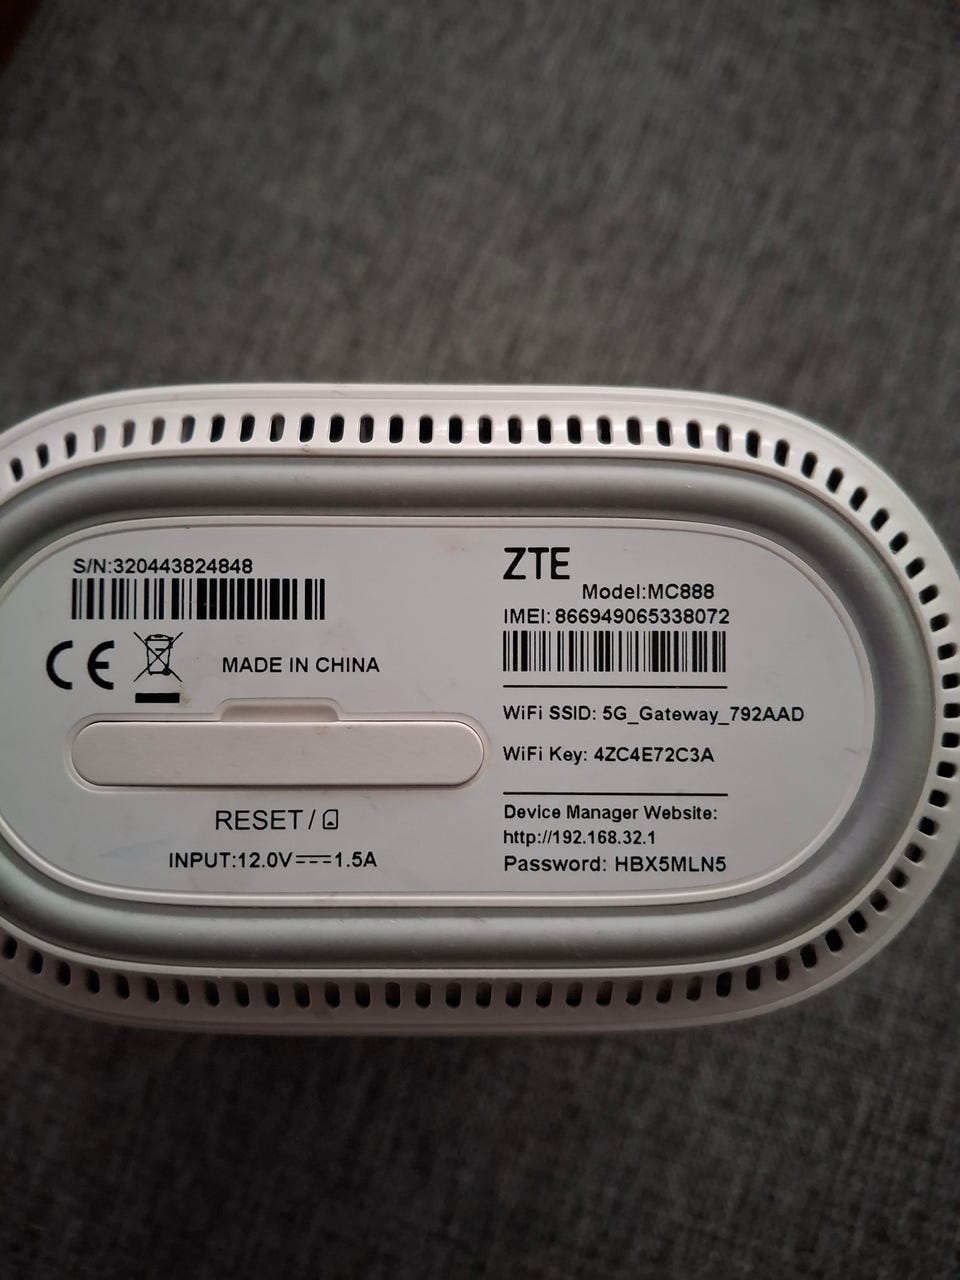 S/N:320443824848
MADE IN CHINA
RESET/
INPUT:12.0V⎓1.5A
ZTE
Model:MC888
IMEI: 866949065338072
WiFi SSID: 5G_Gateway_792AAD
WiFi Key: 4ZC4E72C3A
Device Manager Website:
http://192.168.32.1
Password: HBX5MLN5